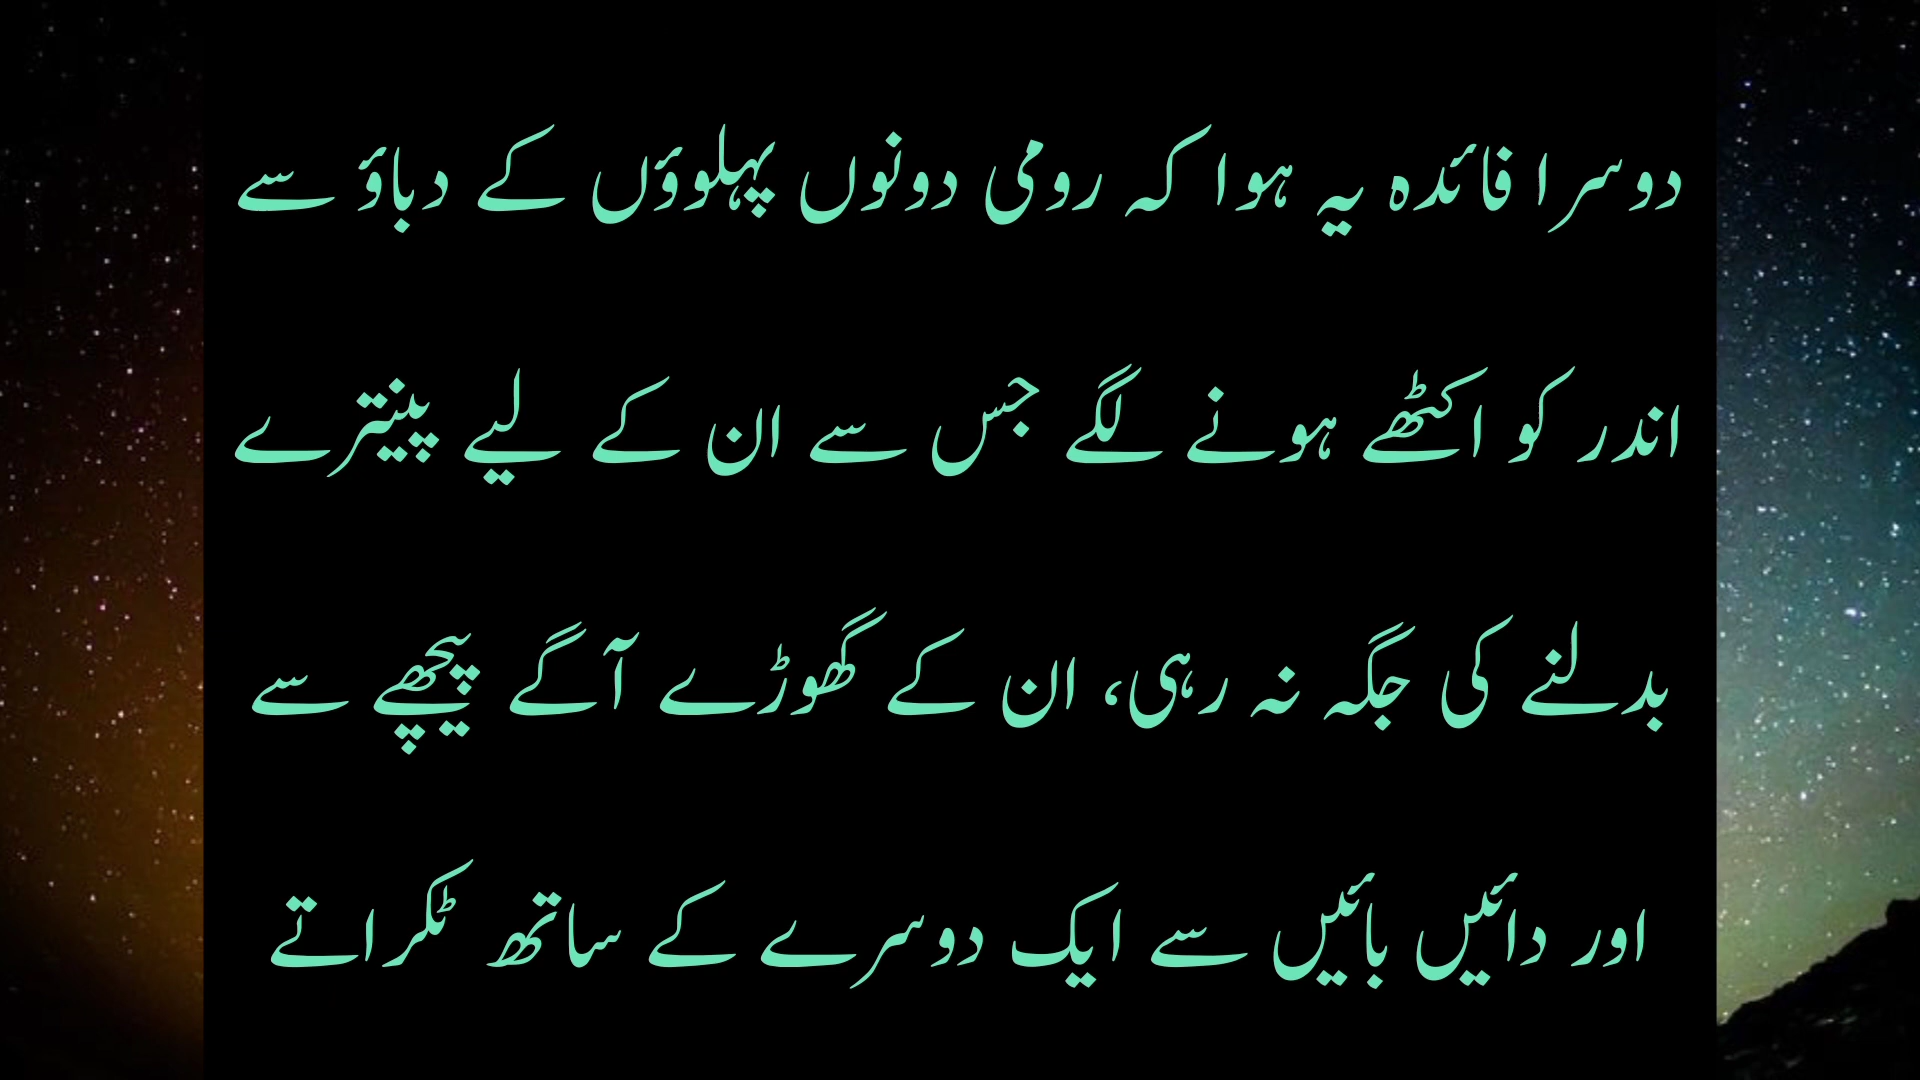 دوسرا فائدہ یہ ہوا کہ رومی دونوں پہلوؤں کے دباؤ سے
اندر کو اکٹھے ہونے لگے جس سے ان کے لیے پینترے
بدلنے کی جگہ نہ رہی، ان کے گھوڑے آگے پیچھے سے
اور دائیں بائیں سے ایک دوسرے کے ساتھ ٹکراتے